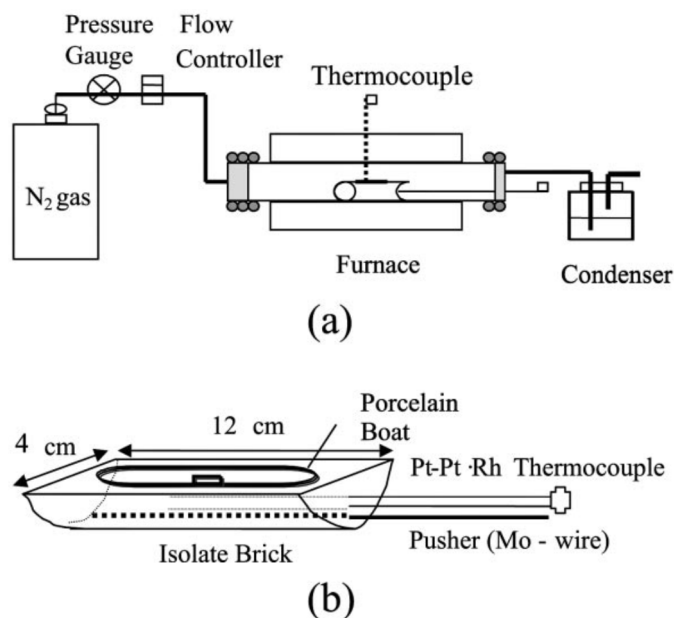 Pressure Gauge
Flow Controller
Thermocouple
N2 gas
Furnace
Condenser
(a)
4 cm
12 cm
Porcelain
Boat
Pt-Pt ·Rh Thermocouple
Isolate Brick
Pusher (Mo - wire)
(b)